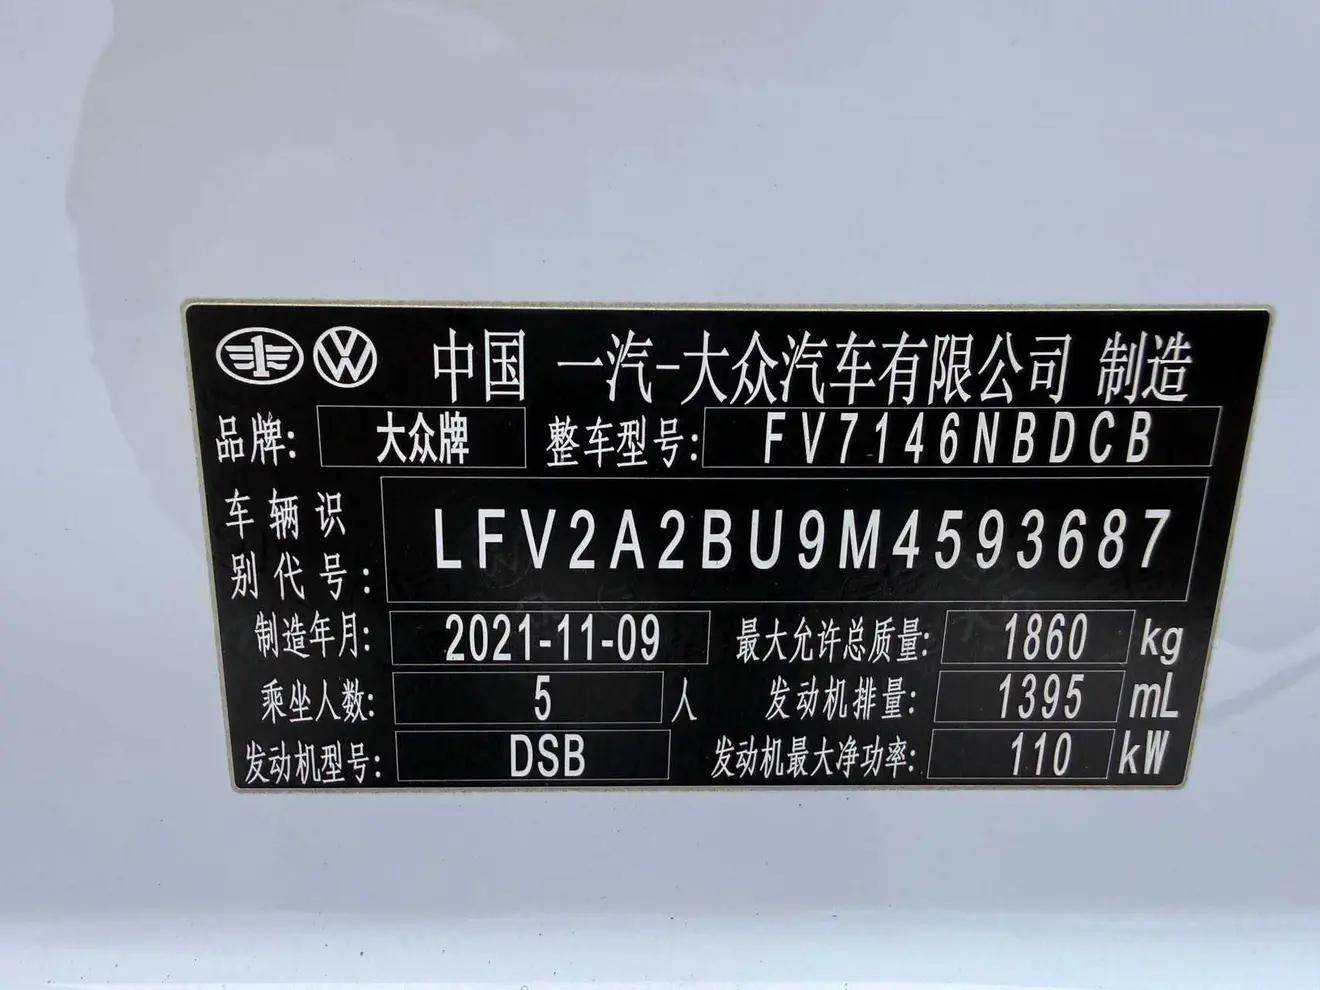 中国 一汽-大众汽车有限公司 制造
品牌: 大众牌 整车型号: FV7146NBDCB
车辆识
别代号: LFV2A2BU9M4593687
制造年月: 2021-11-09 最大允许总质量: 1860 kg
乘坐人数: 5 人 发动机排量: 1395 mL
发动机型号: DSB 发动机最大净功率: 110 kW